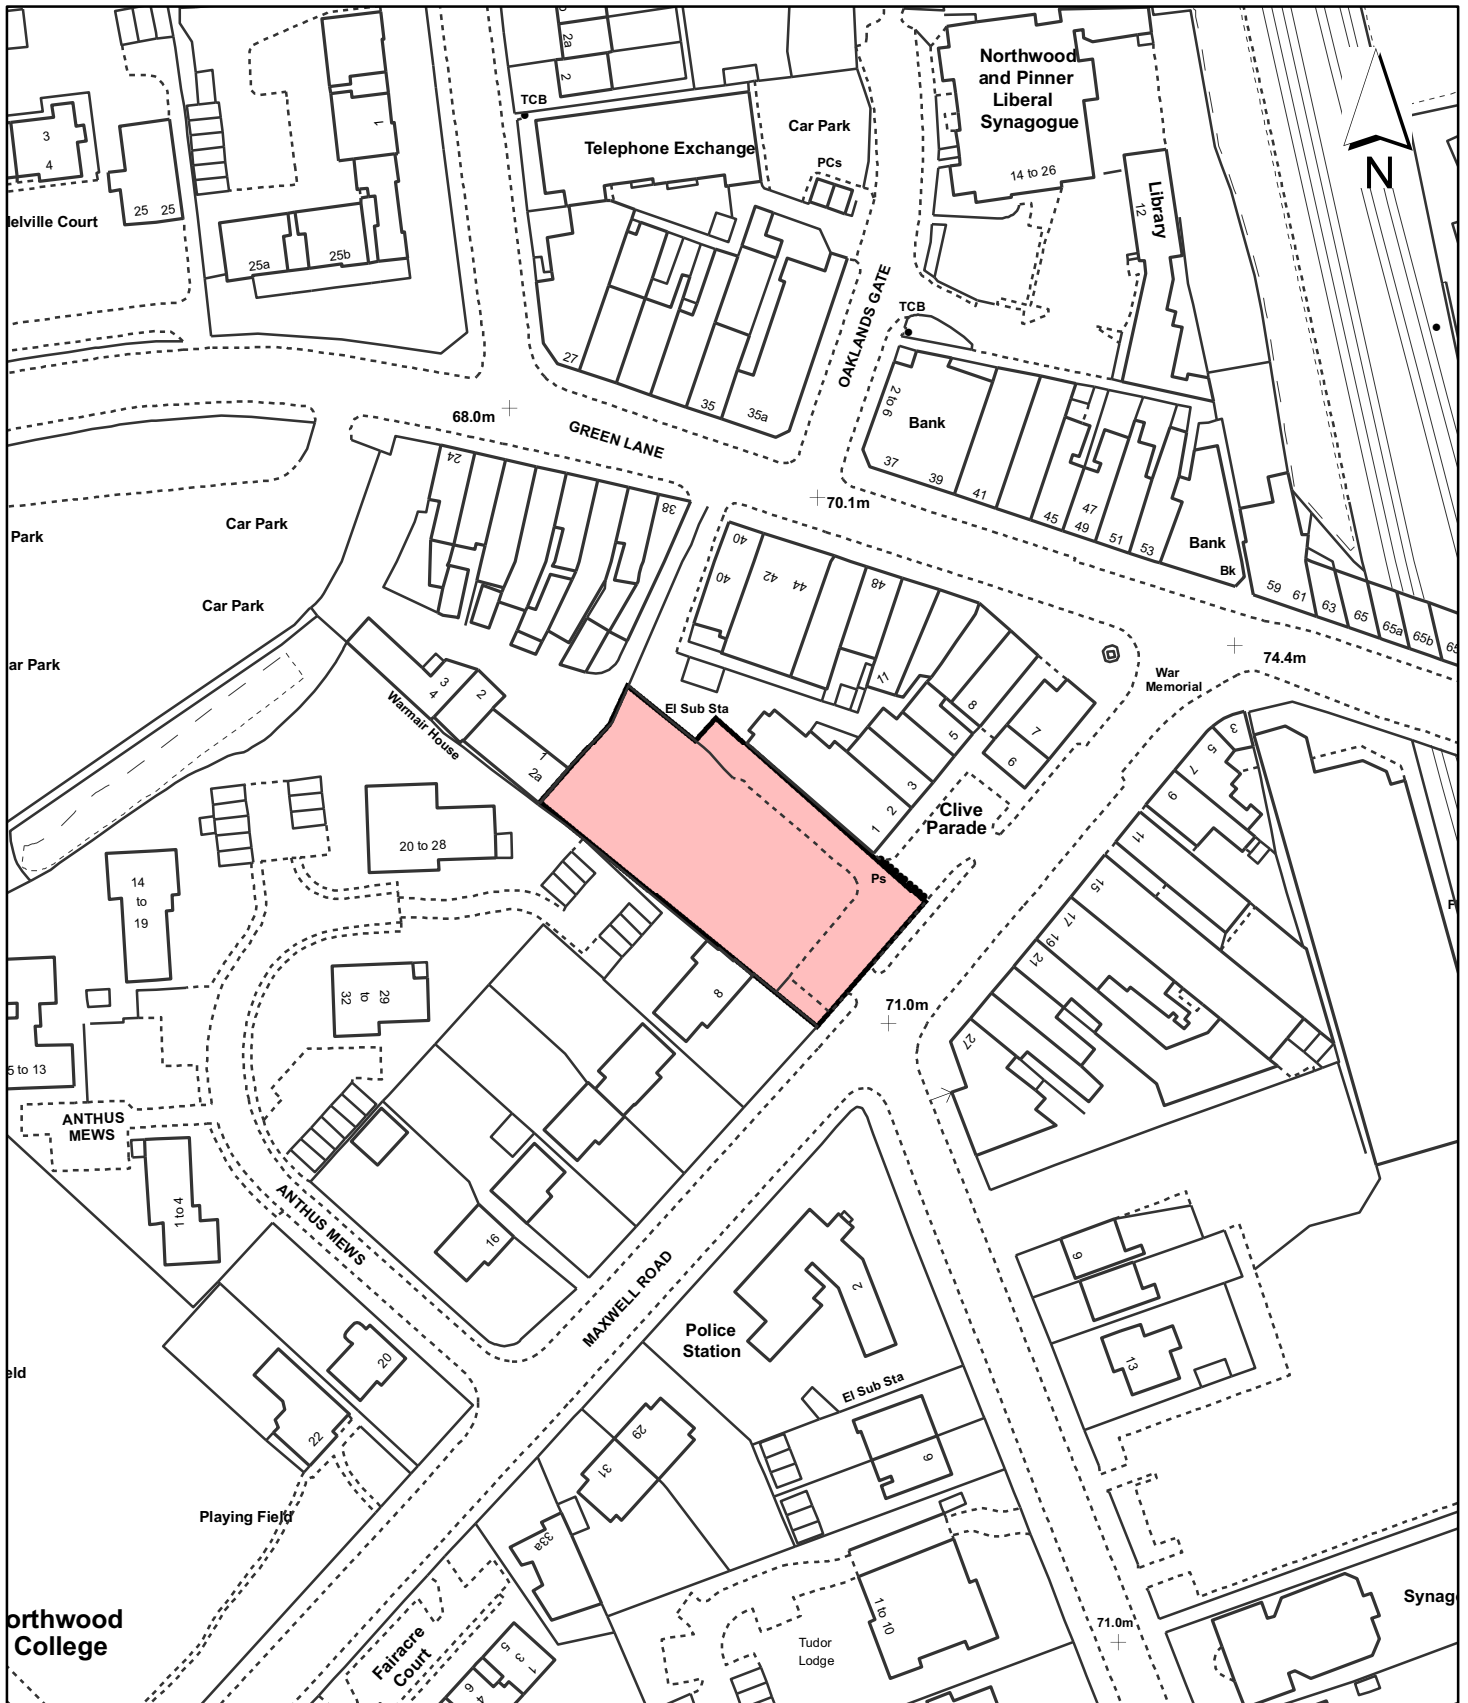 Northwood
and Pinner
Liberal
Synagogue
14 to 26
2a
2
TCB
Telephone Exchange
Car Park
PCs
3
4
1
25 25
elville Court
25a
25b
Library
12
N
OAKLANDS GATE
TCB
27
35
35a
68.0m
GREEN LANE
2 to 6
Bank
37
39
41
45
47
49
51
53
Bank
Bk
70.1m
24
38
Car Park
Park
Car Park
ar Park
40
40
42
44
48
11
59
61
63
65
65a
65b
74.4m
War
Memorial
3
4
2
Warmair House
1
2a
El Sub Sta
8
5
7
6
3
2
1
Clive
Parade
Ps
3
5
7
9
11
15
17
19
21
27
20 to 28
14
to
19
32
to
29
8
71.0m
5 to 13
ANTHUS
MEWS
1 to 4
ANTHUS MEWS
16
MAXWELL ROAD
Police
Station
2
9
13
20
22
eld
El Sub Sta
29
31
9
33a
Playing Field
orthwood
College
Fairacre
Court
5
3
1
6
4
1 to 10
Tudor
Lodge
71.0m
Synag